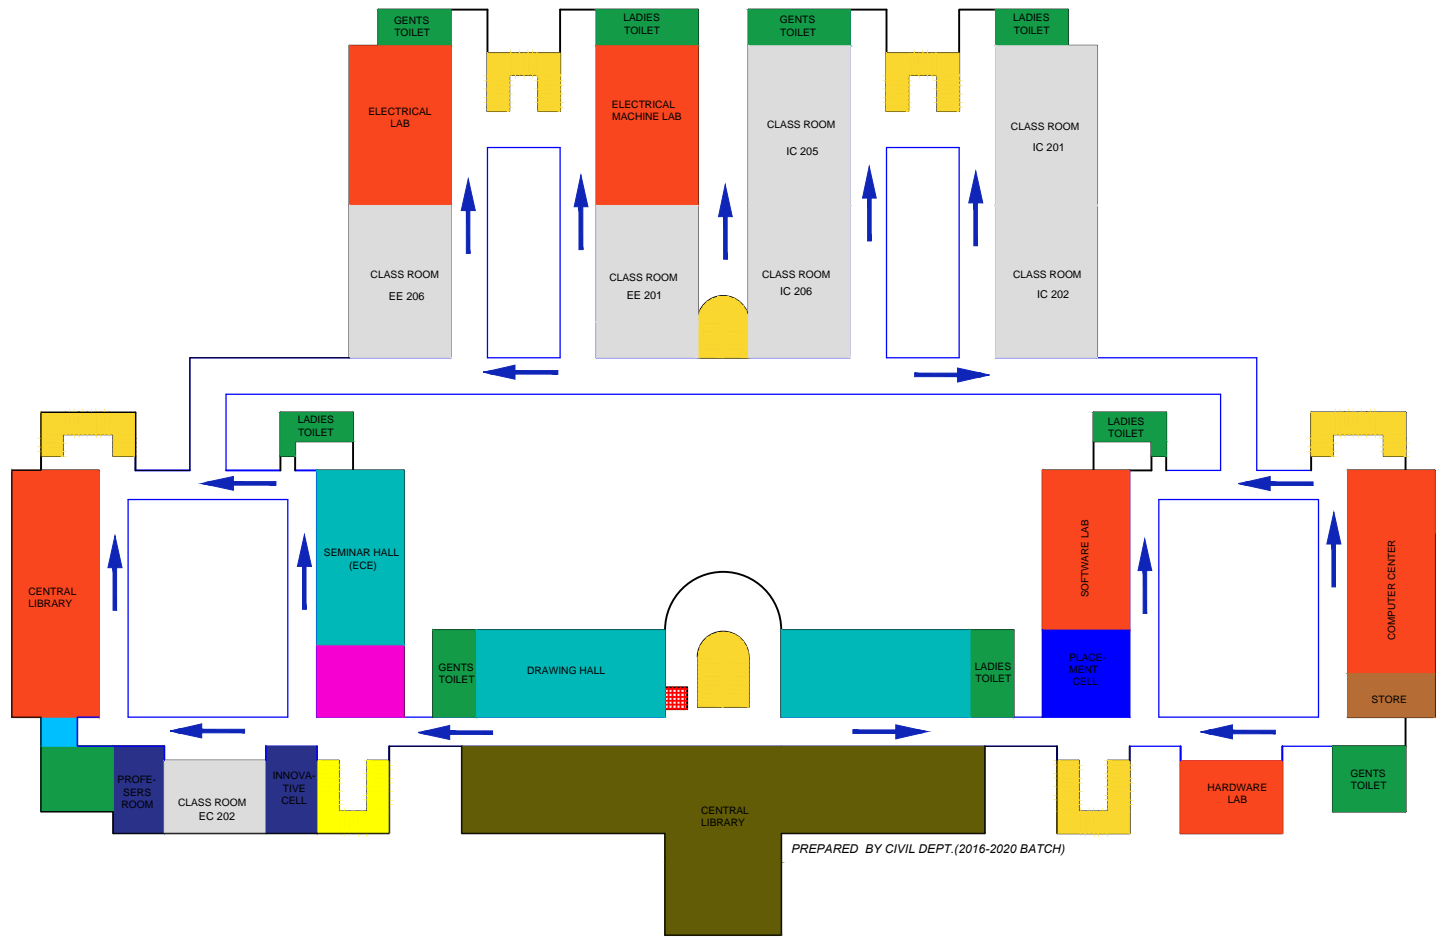 GENTS
TOILET
LADIES
TOILET
GENTS
TOILET
LADIES
TOILET
ELECTRICAL
LAB
ELECTRICAL
MACHINE LAB
CLASS ROOM
IC 205
CLASS ROOM
IC 201
CLASS ROOM
EE 206
CLASS ROOM
EE 201
CLASS ROOM
IC 206
CLASS ROOM
IC 202
LADIES
TOILET
LADIES
TOILET
CENTRAL
LIBRARY
SEMINAR HALL
(ECE)
SOFTWARE LAB
COMPUTER CENTER
GENTS
TOILET
DRAWING HALL
LADIES
TOILET
PLACE-
MENT
CELL
STORE
PROFE-
SERS
ROOM
CLASS ROOM
EC 202
INNOVA-
TIVE
CELL
CENTRAL
LIBRARY
HARDWARE
LAB
GENTS
TOILET
PREPARED BY CIVIL DEPT.(2016-2020 BATCH)